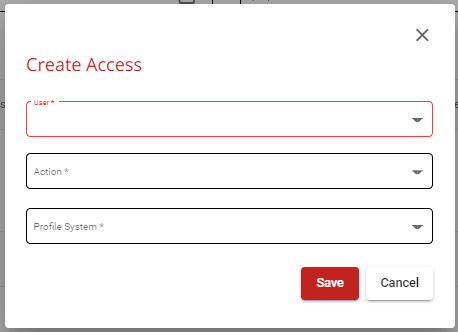 Create Access
User *
Action *
Profile System *
Save
Cancel